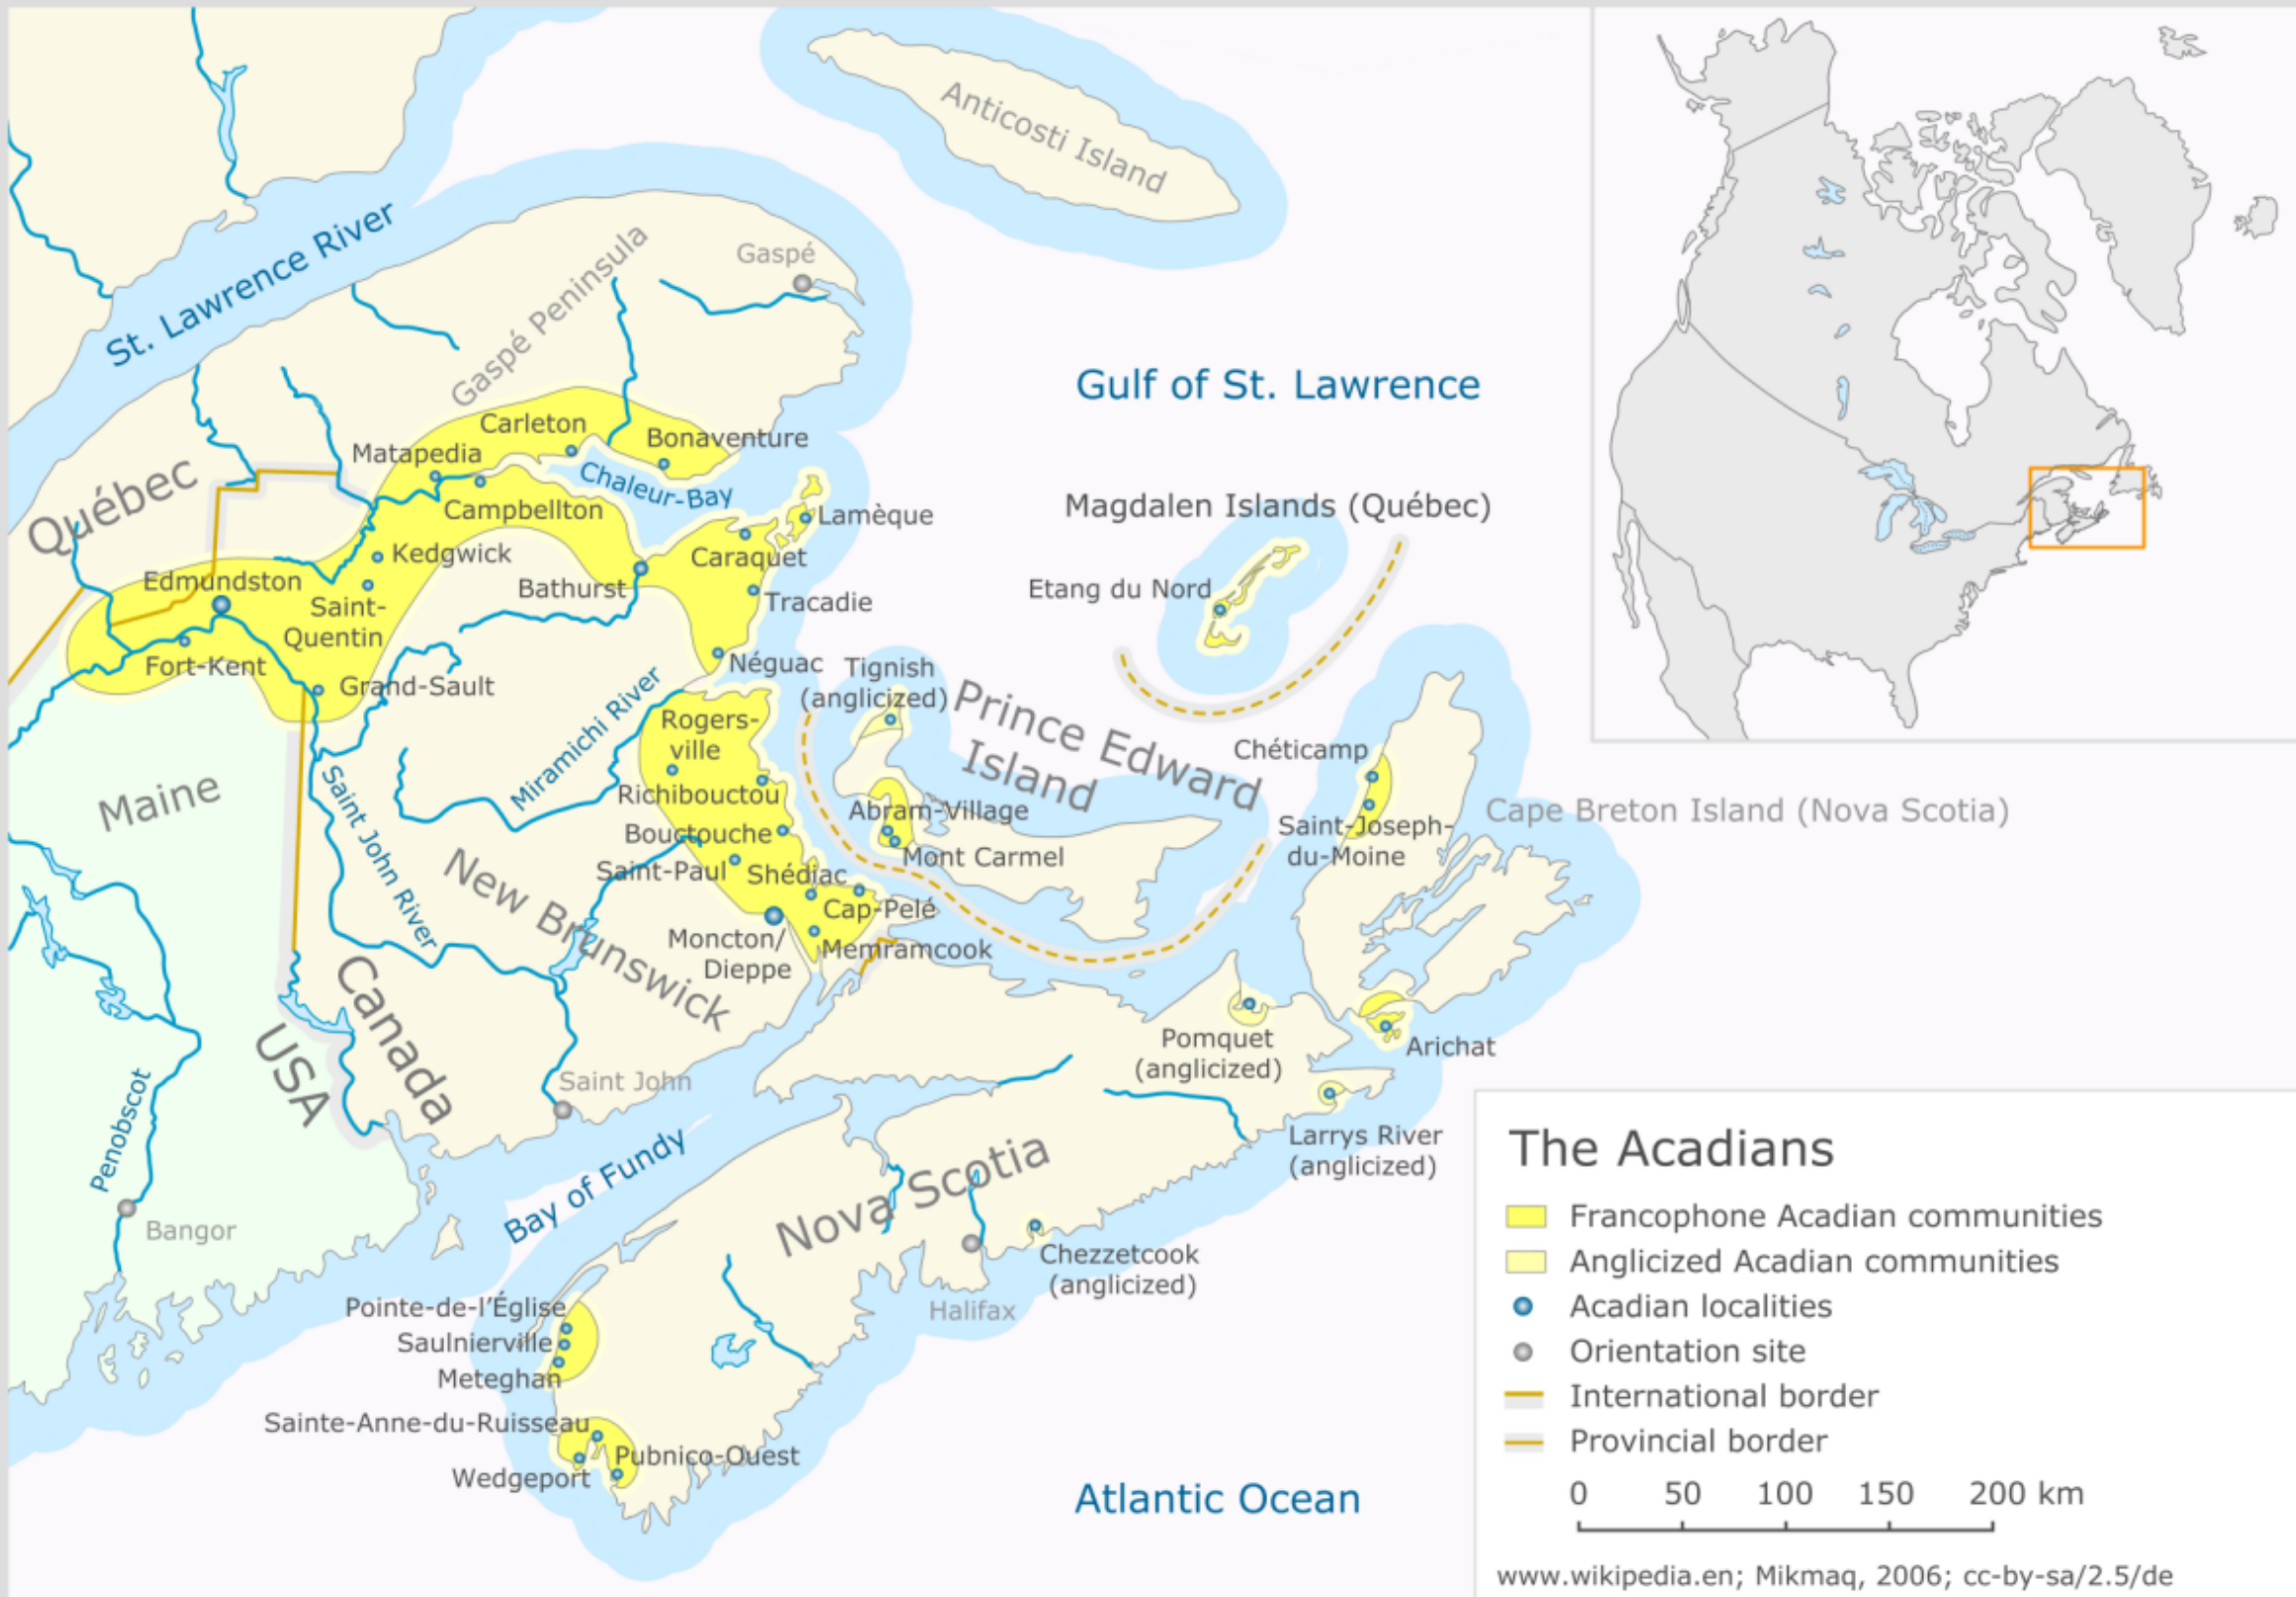 Anticosti Island
St. Lawrence River
Gaspé Peninsula
Gaspé
Gulf of St. Lawrence
Carleton
Bonaventure
Matapedia
Chaleur-Bay
Québec
Campbellton
Lamèque
Magdalen Islands (Québec)
Kedgwick
Caraquet
Edmundston
Bathurst
Etang du Nord
Saint-
Quentin
Tracadie
Fort-Kent
Néguac
Tignish
(anglicized)
Grand-Sault
Miramichi River
Rogers-
ville
Prince Edward
Island
Chéticamp
Maine
Saint John River
Richibouctou
Abram-Village
Cape Breton Island (Nova Scotia)
Bouctouche
Saint-Joseph-
du-Moine
Mont Carmel
Saint-Paul
Shédiac
New Brunswick
Cap-Pelé
Moncton/
Dieppe
Memramcook
Canada
USA
Pomquet
(anglicized)
Arichat
Saint John
Penobscot
Bay of Fundy
Larrys River
(anglicized)
Nova Scotia
Bangor
Chezzetcook
(anglicized)
Halifax
Pointe-de-l'Église
Saulnierville
Meteghan
Sainte-Anne-du-Ruisseau
Pubnico-Ouest
Wedgeport
Atlantic Ocean
The Acadians
Francophone Acadian communities
Anglicized Acadian communities
Acadian localities
Orientation site
International border
Provincial border
0 50 100 150 200 km
www.wikipedia.en; Mikmaq, 2006; cc-by-sa/2.5/de